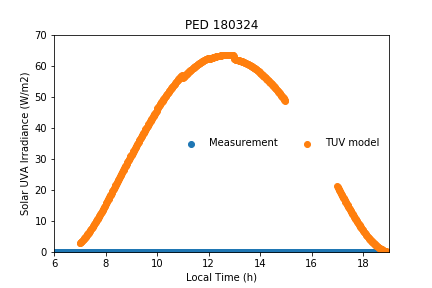 PED 180324
70
60
50
40
30
20
10
0
Solar UVA Irradiance (W/m2)
Measurement TUV model
6 8 10 12 14 16 18
Local Time (h)